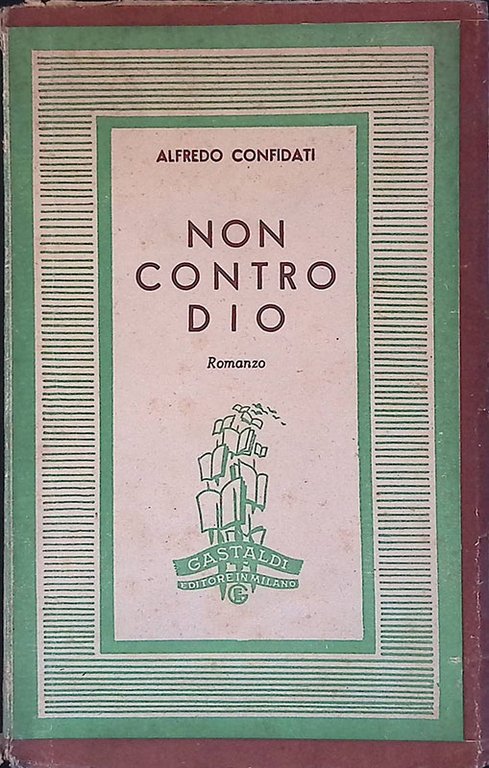 ALFREDO CONFIDATI
NON
CONTRO
DIO
Romanzo
GASTALDI
EDITORE IN MILANO